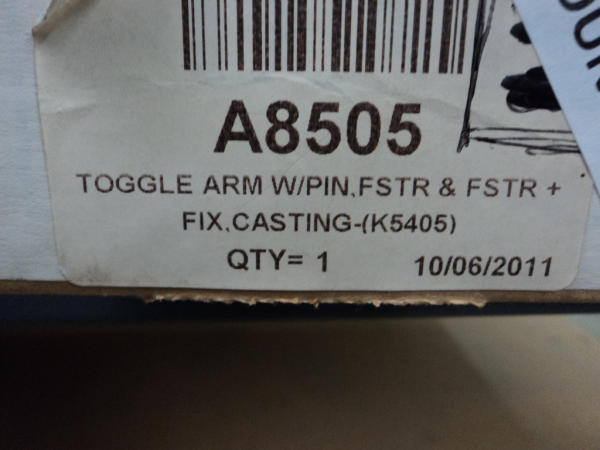 A8505
TOGGLE ARM W/PIN,FSTR & FSTR +
FIX,CASTING-(K5405)
QTY= 1 10/06/2011